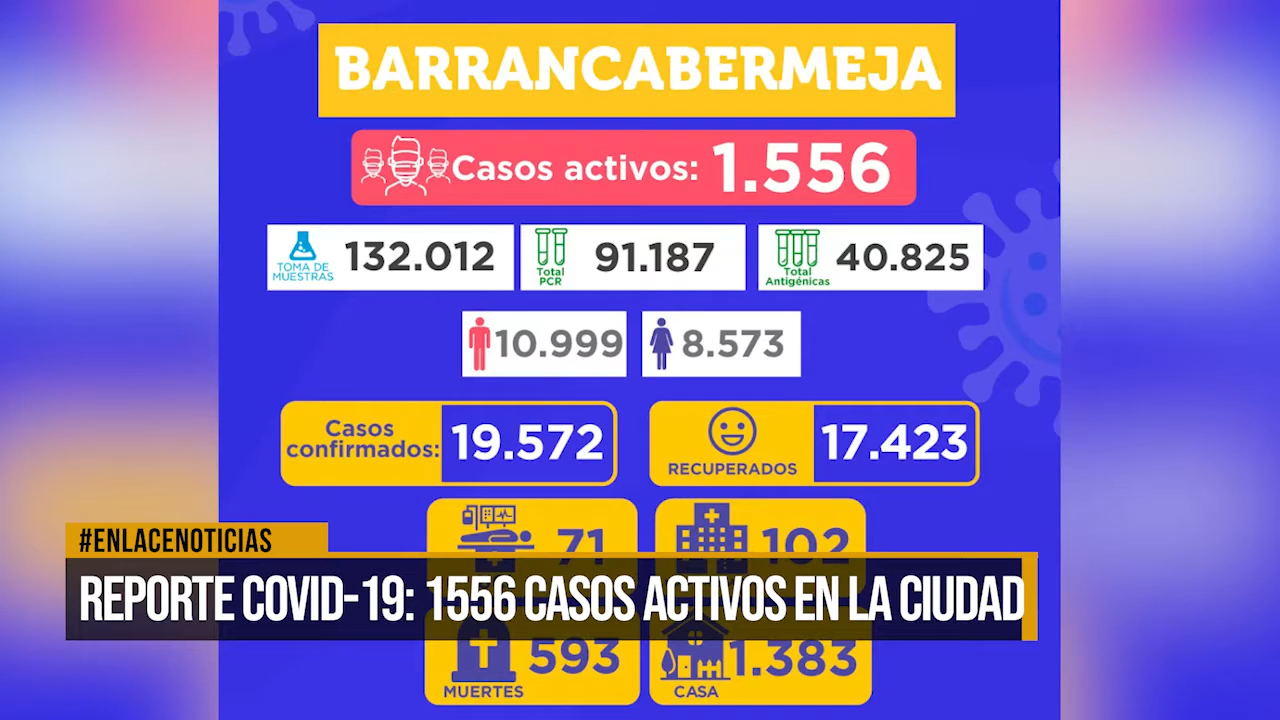 BARRANCABERMEJA
Casos activos: 1.556
TOMA DE
MUESTRAS
132.012
Total
PCR
91.187
Total
Antigénicas
40.825
10.999
8.573
Casos
confirmados:
19.572
RECUPERADOS
17.423
71
102
#ENLACENOTICIAS
REPORTE COVID-19: 1556 CASOS ACTIVOS EN LA CIUDAD
MUERTES
593
CASA
1.383